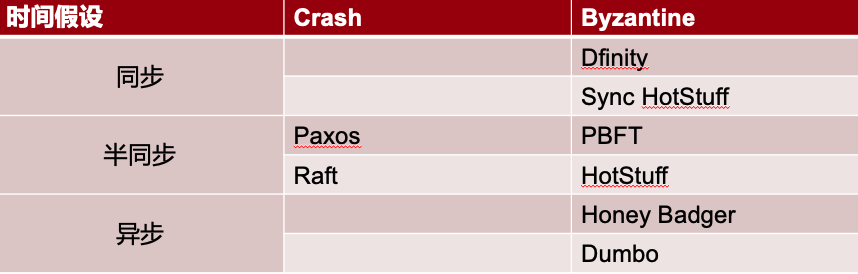 时间假设 Crash Byzantine
同步 Dfinity
Sync HotStuff
半同步 Paxos PBFT
Raft HotStuff
异步 Honey Badger
Dumbo